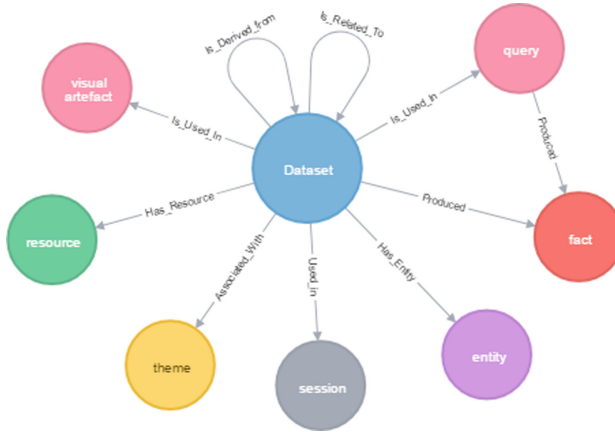 Is_Derived_from
Is_Related_To
query
visual
artefact
Is_Used_In
Is_Used_In
Produced
Dataset
Has_Resource
Produced
resource
fact
Associated_With
Used_in
Has_Entity
theme
session
entity